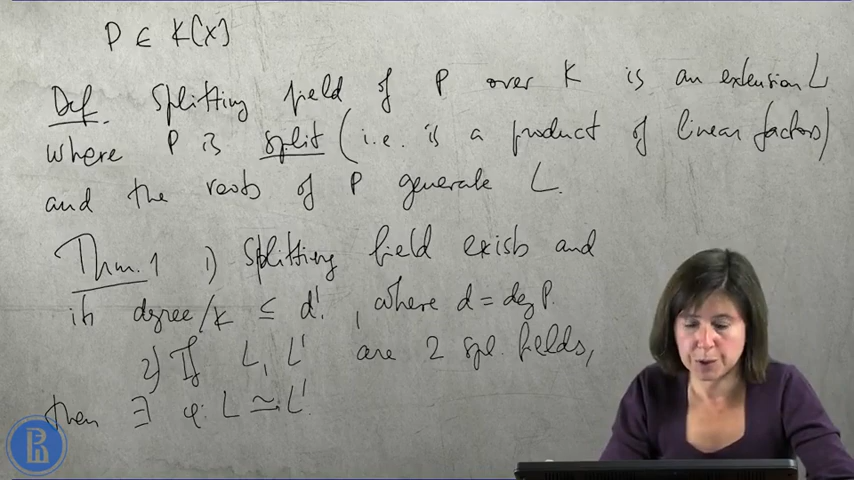 P ∈ K[X]
Def. Splitting field of P over K is an extension L
where P is split (i.e. is a product of linear factors)
and the roots of P generate L.
Thm. 1 1) Splitting field exists and
its degree/K ≤ d!, where d = deg P.
2) If L, L' are 2 spl. fields,
then ∃ φ: L ≃ L'.